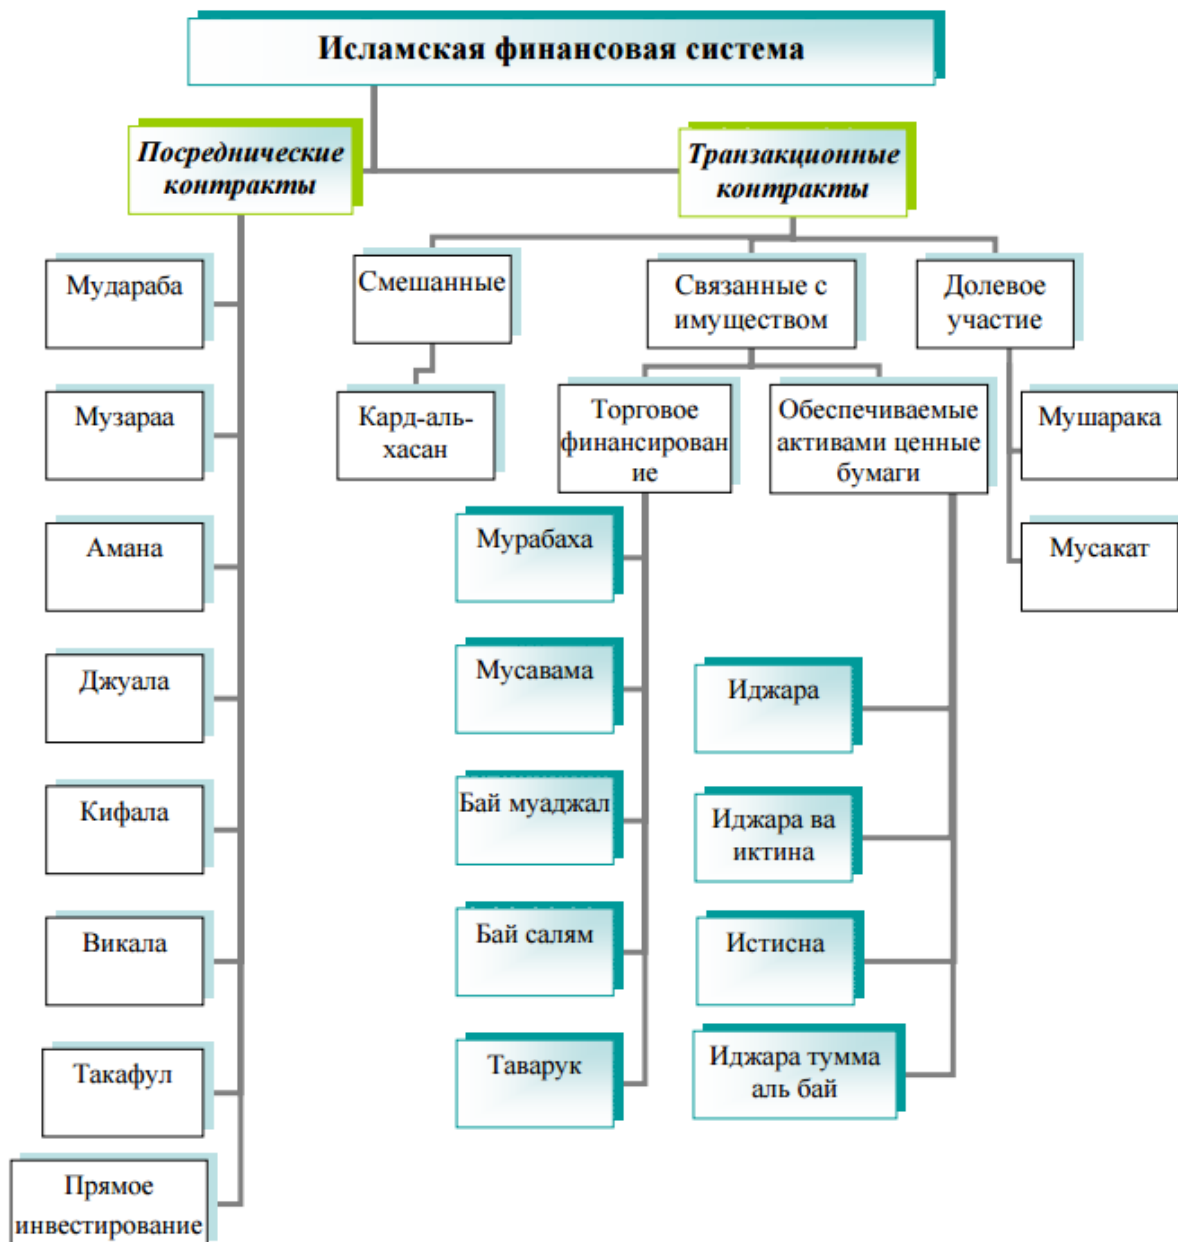 Исламская финансовая система
Посреднические
контракты
Транзакционные
контракты
Мудараба
Музараа
Амана
Джуала
Кифала
Викала
Такафул
Прямое
инвестирование
Смешанные
Кард-аль-
хасан
Связанные с
имуществом
Торговое
финансирован
ие
Мурабаха
Мусавама
Бай муаджал
Бай салям
Таварук
Обеспечиваемые
активами ценные
бумаги
Иджара
Иджара ва
иктина
Истисна
Иджара тумма
аль бай
Долевое
участие
Мушарака
Мусакат